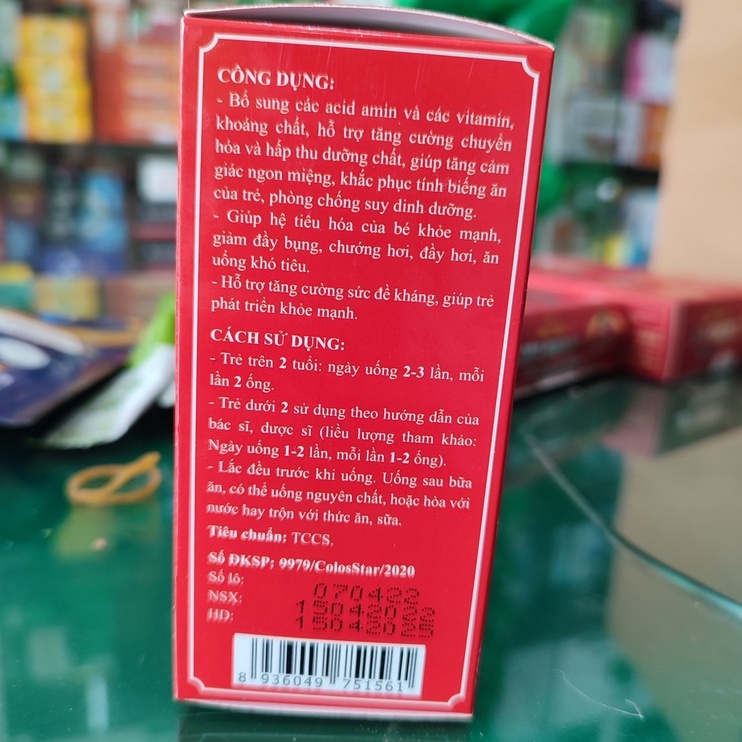 CÔNG DỤNG:
- Bổ sung các acid amin và các vitamin,
khoáng chất, hỗ trợ tăng cường chuyển
hóa và hấp thu dưỡng chất, giúp tăng cảm
giác ngon miệng, khắc phục tính biếng ăn
của trẻ, phòng chống suy dinh dưỡng.
- Giúp hệ tiêu hóa của bé khỏe mạnh,
giảm đầy bụng, chướng hơi, đầy hơi, ăn
uống khó tiêu.
- Hỗ trợ tăng cường sức đề kháng, giúp trẻ
phát triển khỏe mạnh.
CÁCH SỬ DỤNG:
- Trẻ trên 2 tuổi: ngày uống 2-3 lần, mỗi
lần 2 ống.
- Trẻ dưới 2 sử dụng theo hướng dẫn của
bác sĩ, dược sĩ (liều lượng tham khảo:
Ngày uống 1-2 lần, mỗi lần 1-2 ống).
- Lắc đều trước khi uống. Uống sau bữa
ăn, có thể uống nguyên chất, hoặc hòa với
nước hay trộn với thức ăn, sữa.
Tiêu chuẩn: TCCS.
Số ĐKSP: 9979/ColosStar/2020
Số lô: 070422
NSX: 15042022
HD: 15042025
8 936049 751561